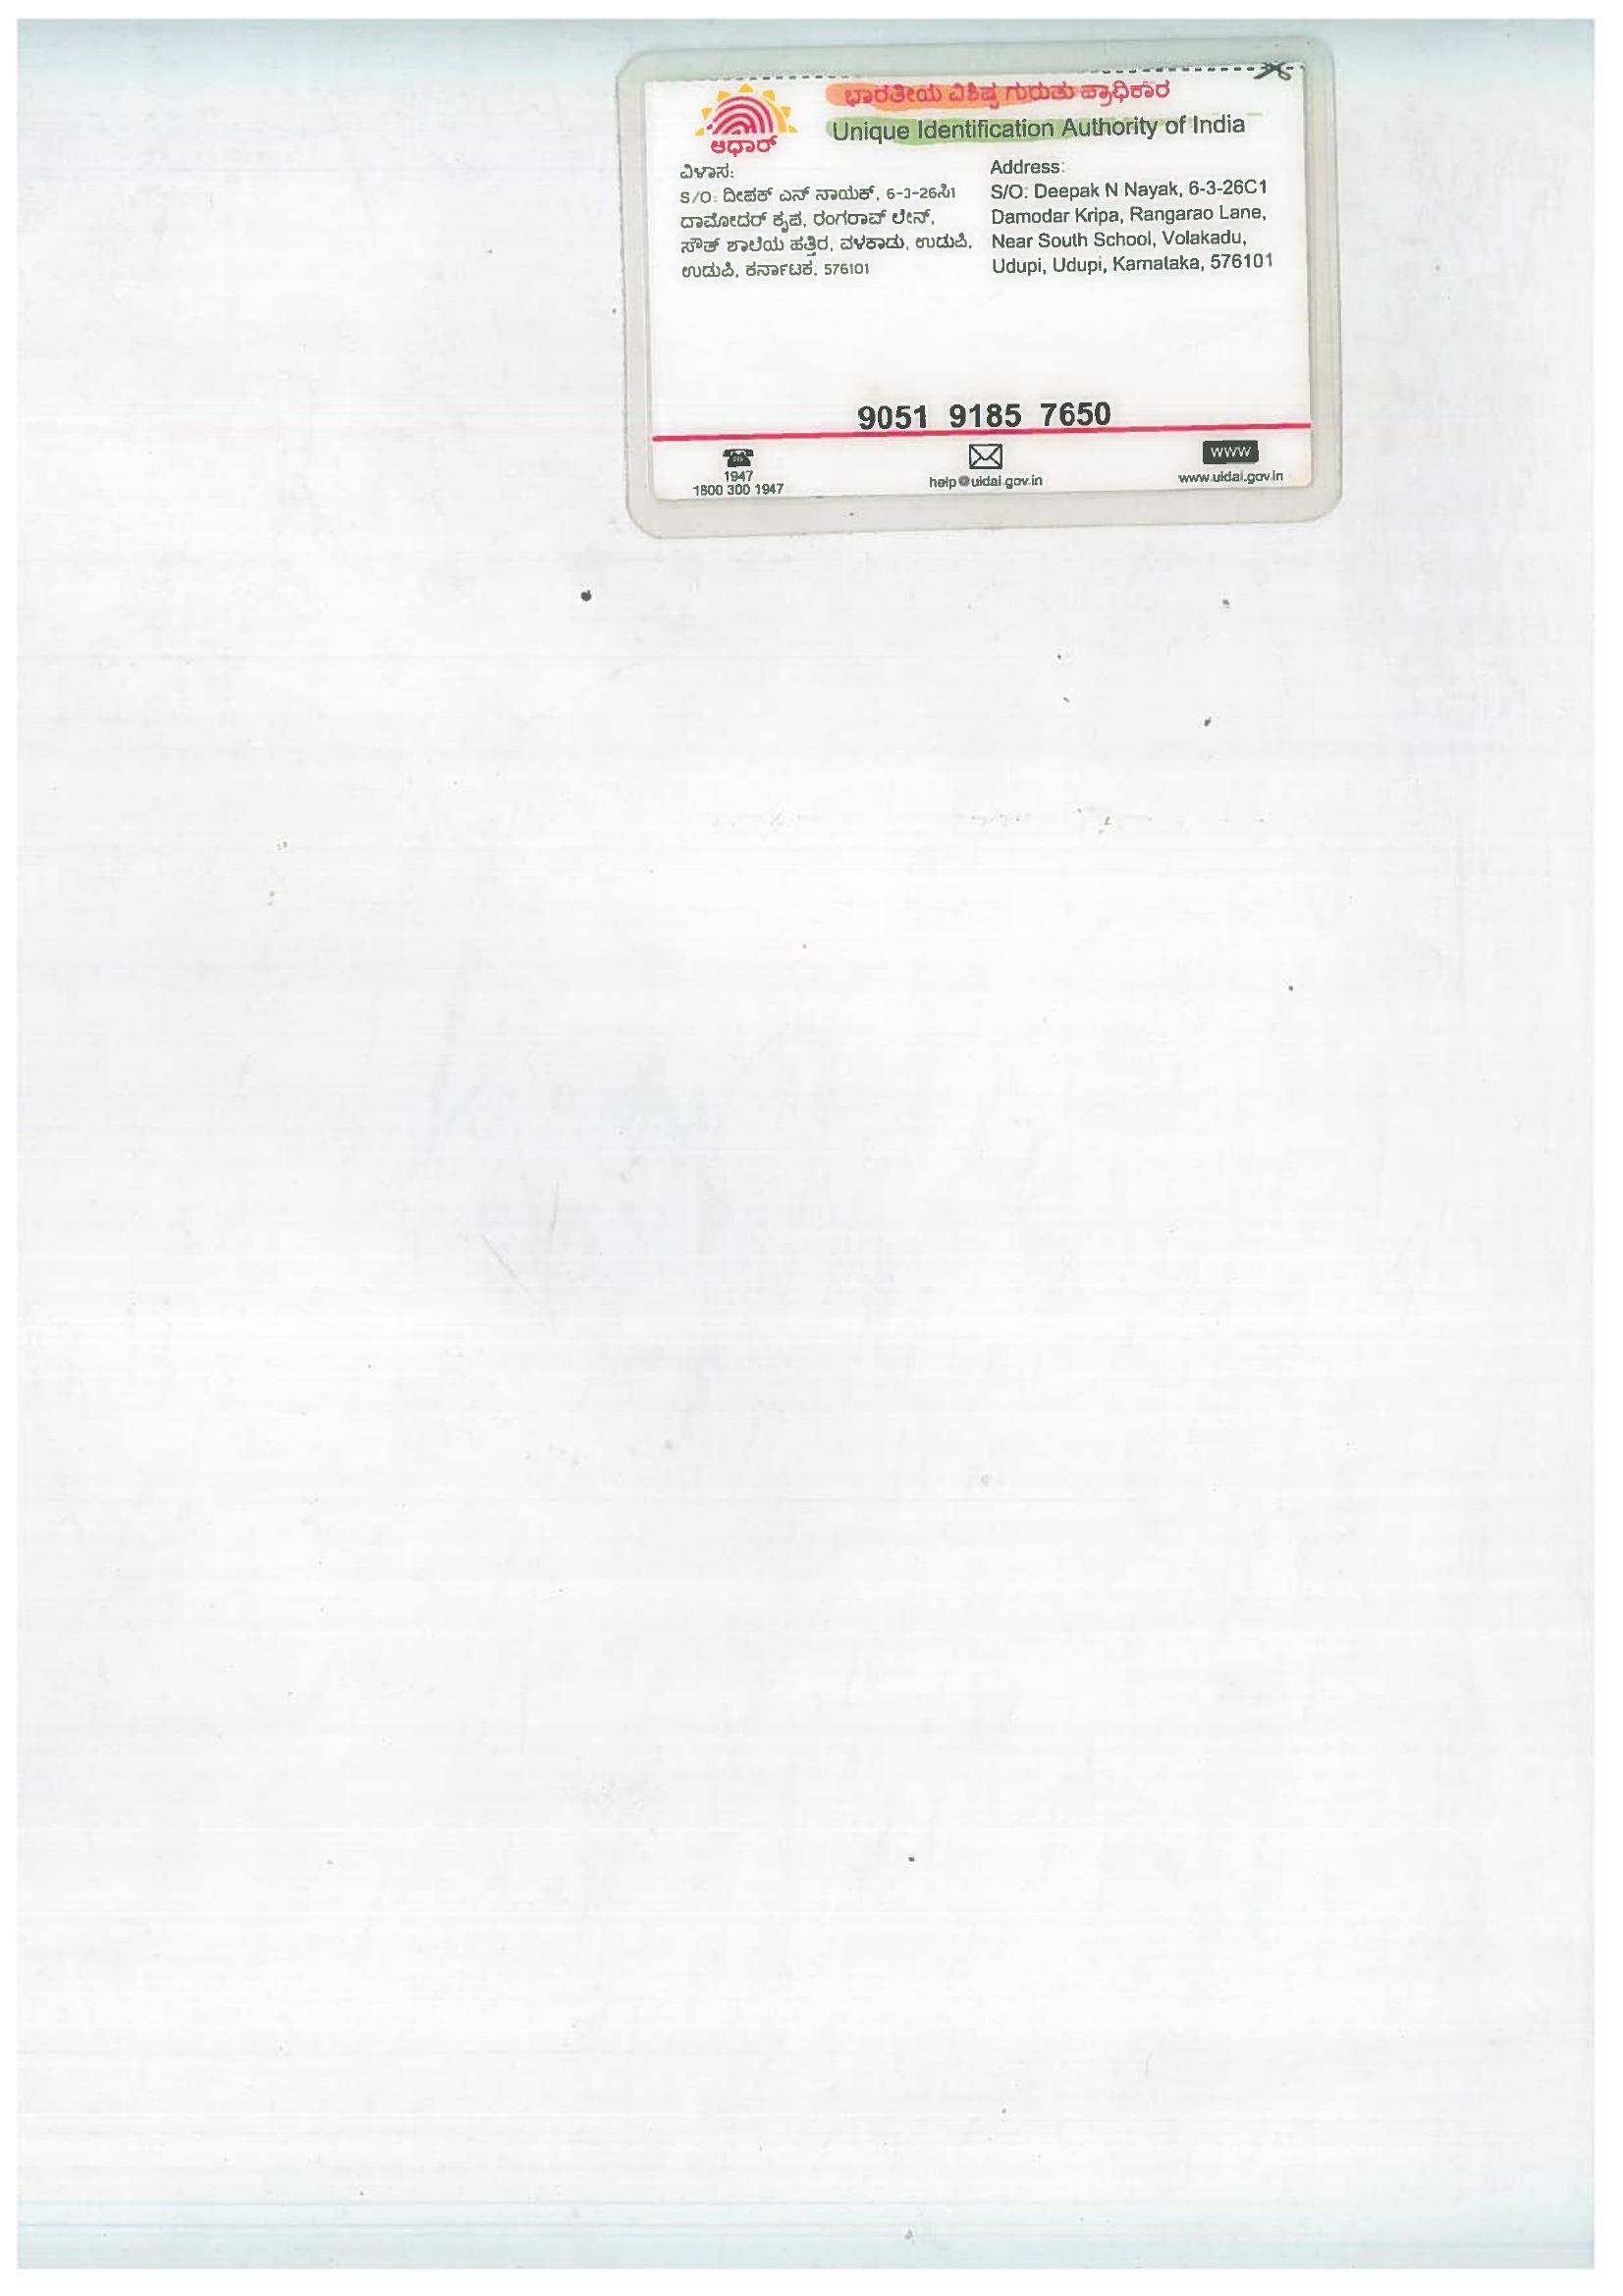 ಭಾರತೀಯ ವಿಶಿಷ್ಟ ಗುರುತು ಪ್ರಾಧಿಕಾರ
Unique Identification Authority of India
ಆಧಾರ್
ವಿಳಾಸ:
S/O: ದೀಪಕ್ ಎನ್ ನಾಯಕ್, 6-3-26ಸಿ1
ದಾಮೋದರ್ ಕೃಪ, ರಂಗರಾವ್ ಲೇನ್,
ಸೌತ್ ಶಾಲೆಯ ಹತ್ತಿರ, ವಳಕಾಡು, ಉಡುಪಿ,
ಉಡುಪಿ, ಕರ್ನಾಟಕ, 576101
Address:
S/O: Deepak N Nayak, 6-3-26C1
Damodar Kripa, Rangarao Lane,
Near South School, Volakadu,
Udupi, Udupi, Karnataka, 576101
9051 9185 7650
1947
1800 300 1947
help@uidai.gov.in
www
www.uidai.gov.in